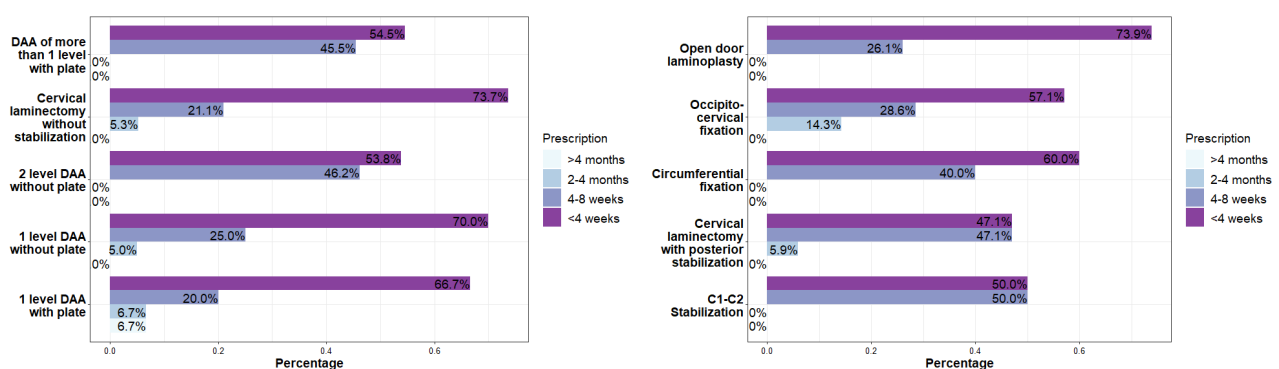 DAA of more
than 1 level
with plate
54.5%
45.5%
0%
0%
Cervical
laminectomy
without
stabilization
73.7%
21.1%
5.3%
0%
2 level DAA
without plate
53.8%
46.2%
0%
0%
1 level DAA
without plate
70.0%
25.0%
5.0%
0%
1 level DAA
with plate
66.7%
20.0%
6.7%
6.7%
0.0
0.2
0.4
0.6
Percentage
Prescription
>4 months
2-4 months
4-8 weeks
<4 weeks
Open door
laminoplasty
73.9%
26.1%
0%
0%
Occipito-
cervical
fixation
57.1%
28.6%
14.3%
0%
Circumferential
fixation
60.0%
40.0%
0%
0%
Cervical
laminectomy
with posterior
stabilization
47.1%
47.1%
5.9%
0%
C1-C2
Stabilization
50.0%
50.0%
0%
0%
0.0
0.2
0.4
0.6
Percentage
Prescription
>4 months
2-4 months
4-8 weeks
<4 weeks